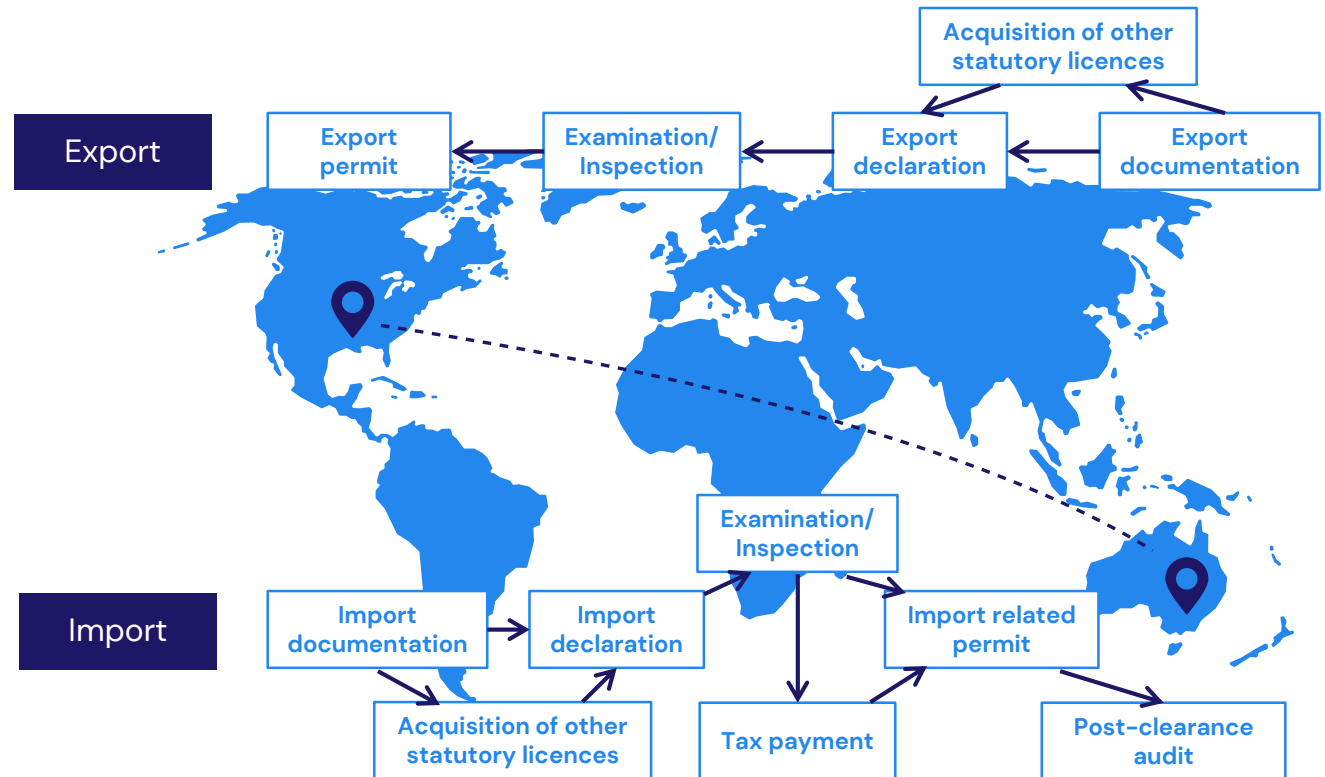 Acquisition of other
statutory licences
Export
Export
permit
Examination/
Inspection
Export
declaration
Export
documentation
Examination/
Inspection
Import
Import
documentation
Import
declaration
Import related
permit
Acquisition of other
statutory licences
Tax payment
Post-clearance
audit